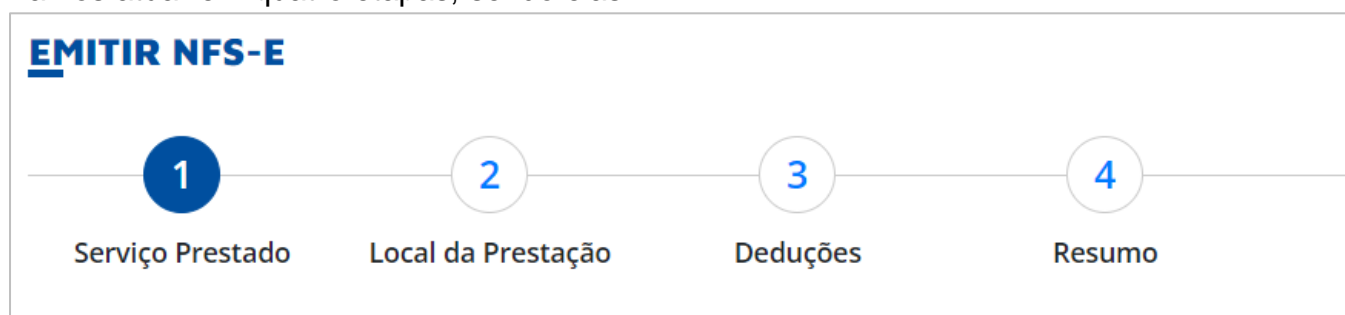 EMITIR NFS-E
1
2
3
4
Serviço Prestado
Local da Prestação
Deduções
Resumo